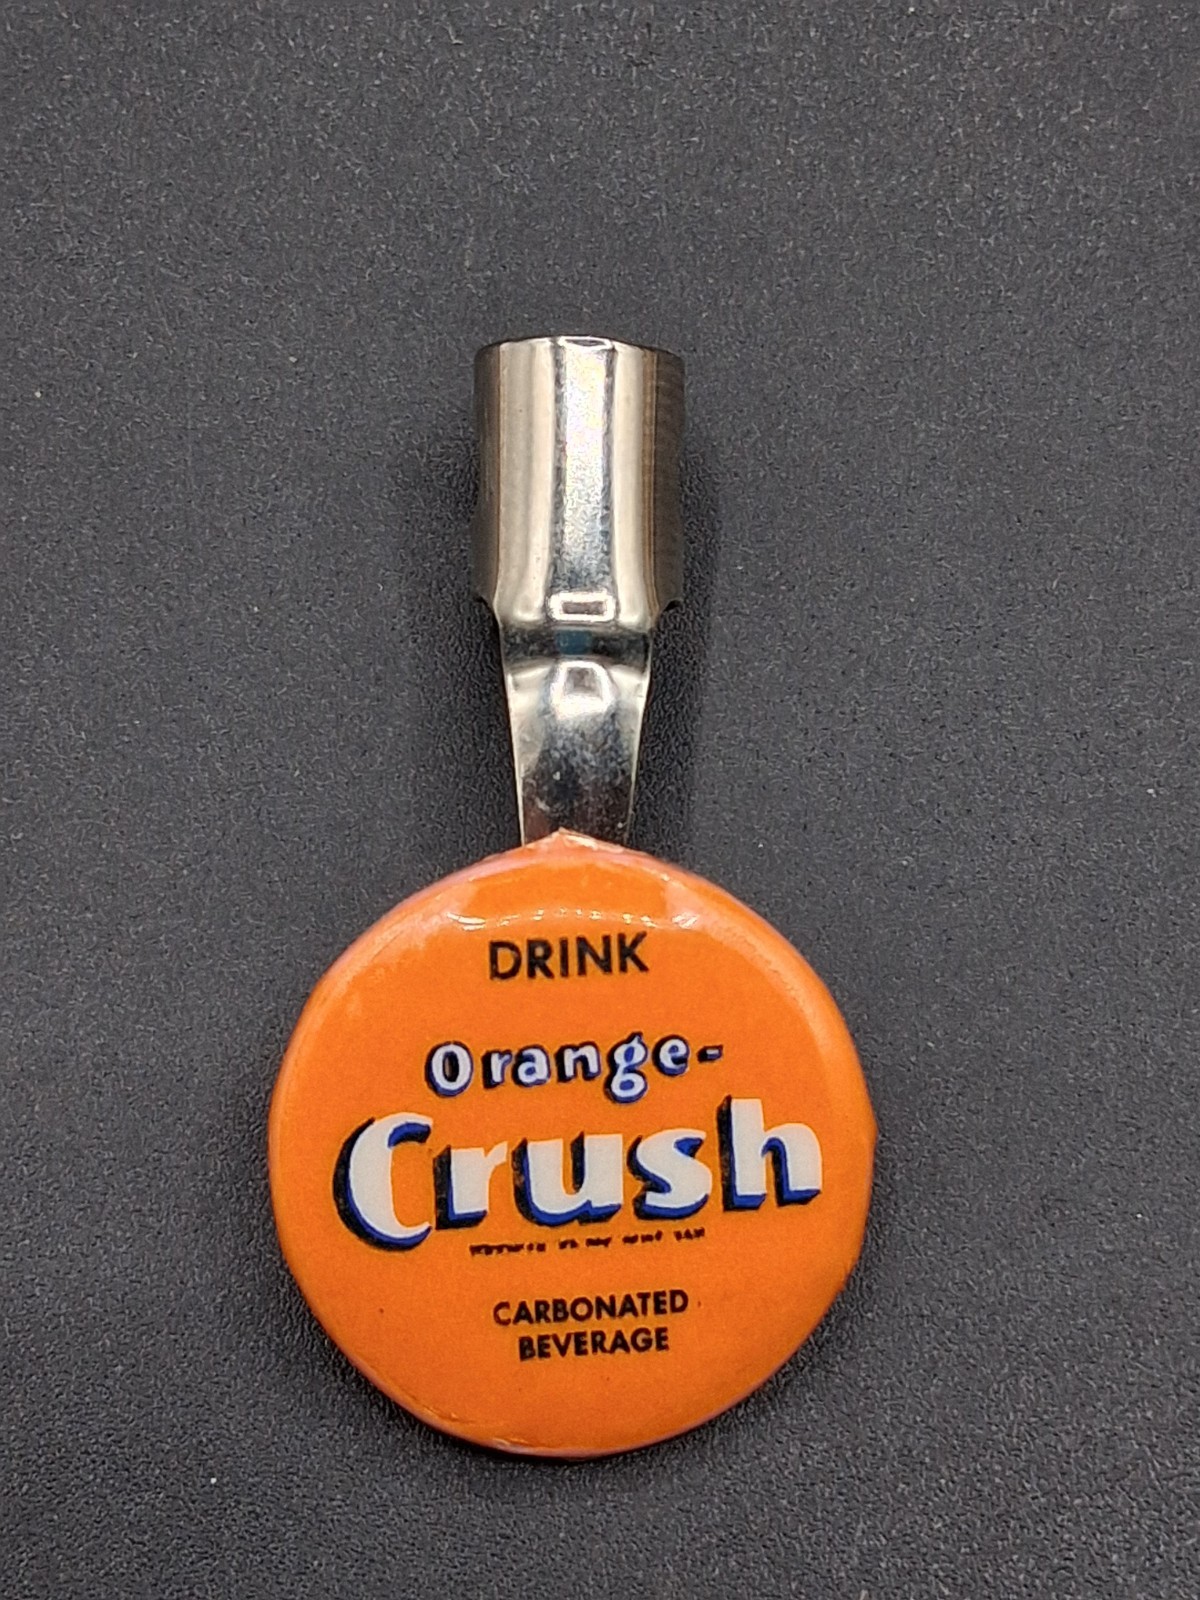 DRINK
Orange-
Crush
CARBONATED
BEVERAGE